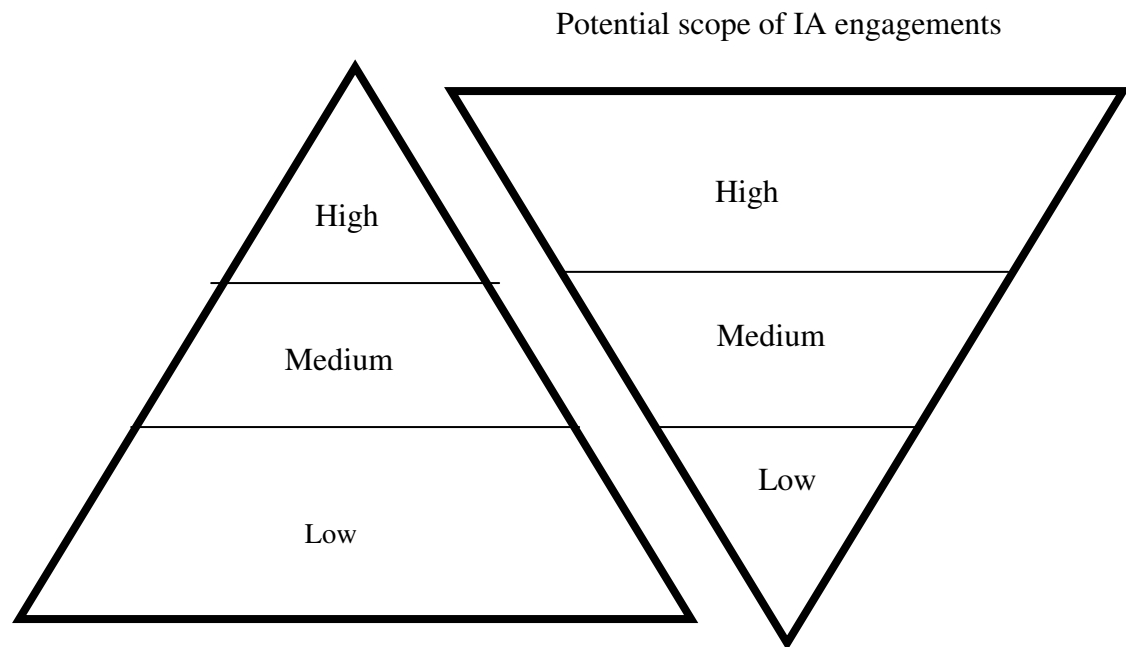 Potential scope of IA engagements
High
Medium
Low
High
Medium
Low